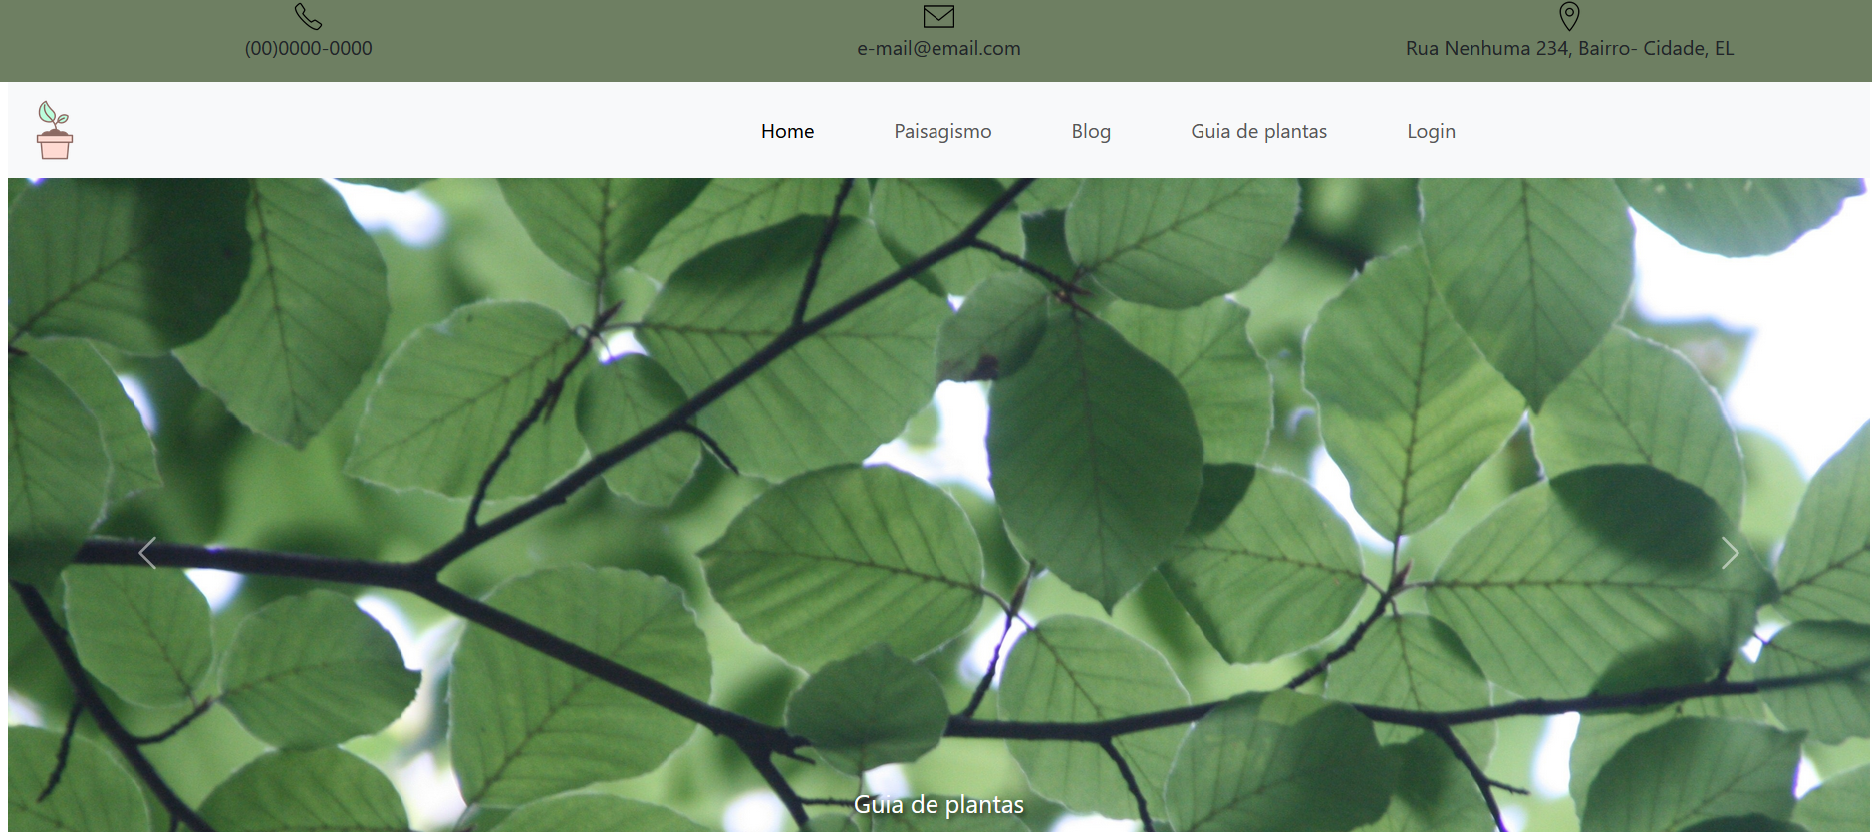 (00)0000-0000
e-mail@email.com
Rua Nenhuma 234, Bairro- Cidade, EL
Home
Paisagismo
Blog
Guia de plantas
Login
Guia de plantas